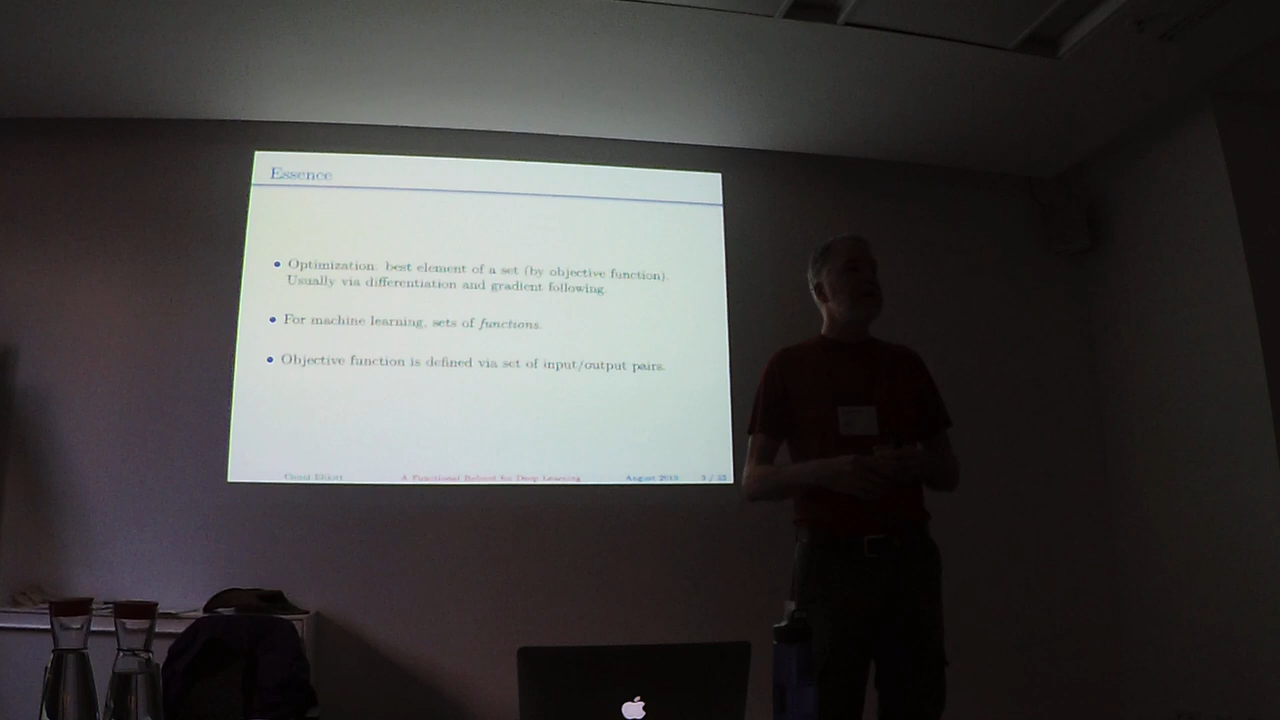 Essence
Optimization: best element of a set (by objective function).
Usually via differentiation and gradient following.
For machine learning, sets of functions.
Objective function is defined via set of input/output pairs.
Conal Elliott A Functional Reboot for Deep Learning August 2019 3 / 23